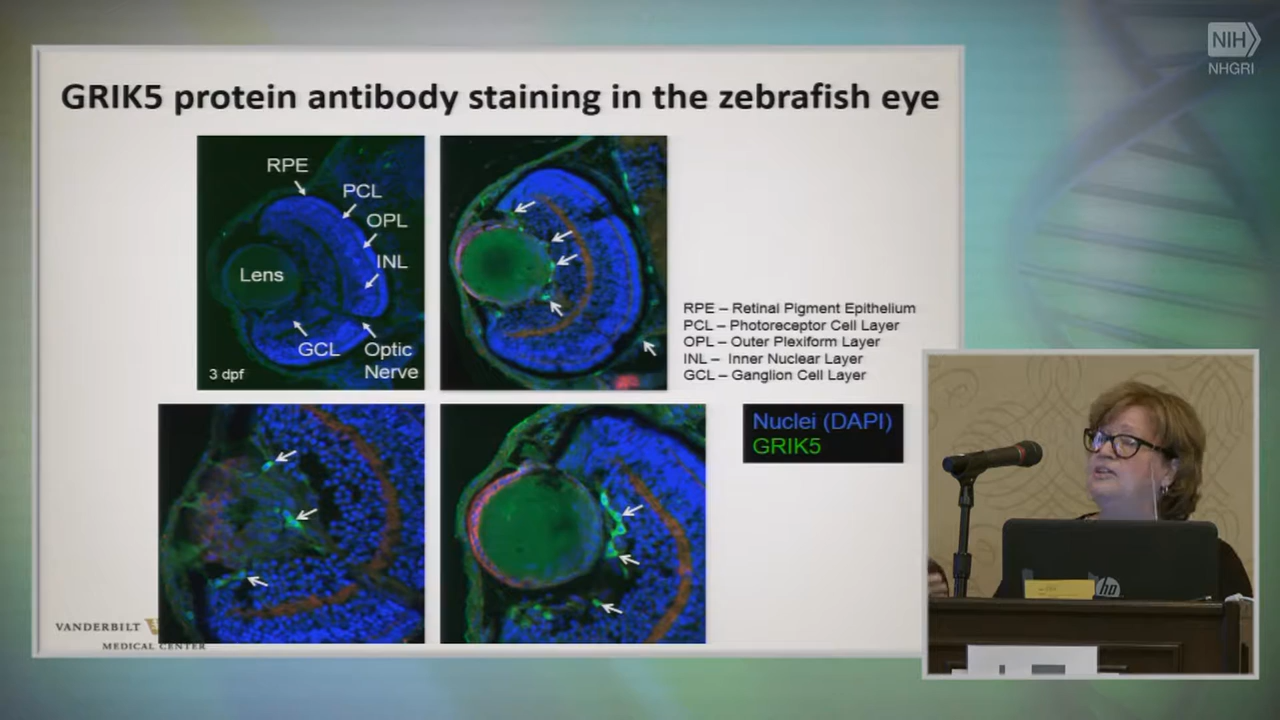 NIH
NHGRI
GRIK5 protein antibody staining in the zebrafish eye
RPE
PCL
OPL
INL
Lens
GCL
Optic
Nerve
3 dpf
RPE – Retinal Pigment Epithelium
PCL – Photoreceptor Cell Layer
OPL – Outer Plexiform Layer
INL – Inner Nuclear Layer
GCL – Ganglion Cell Layer
Nuclei (DAPI)
GRIK5
VANDERBILT
MEDICAL CENTER
hp